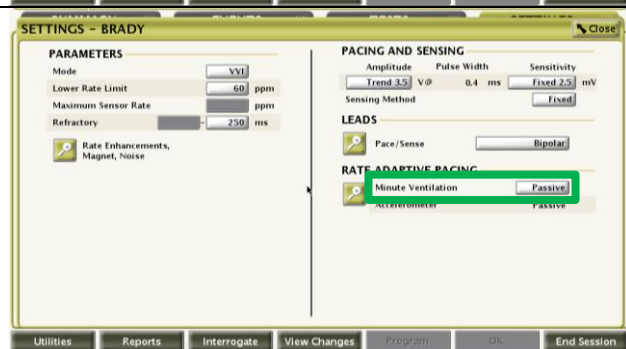 SETTINGS - BRADY
Close
PARAMETERS
Mode VVI
Lower Rate Limit 60 ppm
Maximum Sensor Rate ppm
Refractory - 250 ms
Rate Enhancements,
Magnet, Noise
PACING AND SENSING
Amplitude Pulse Width Sensitivity
Trend 3.5 V@ 0.4 ms Fixed 2.5 mV
Sensing Method Fixed
LEADS
Pace/Sense Bipolar
RATE ADAPTIVE PACING
Minute Ventilation Passive
Accelerometer Passive
Utilities Reports Interrogate View Changes Program OK End Session